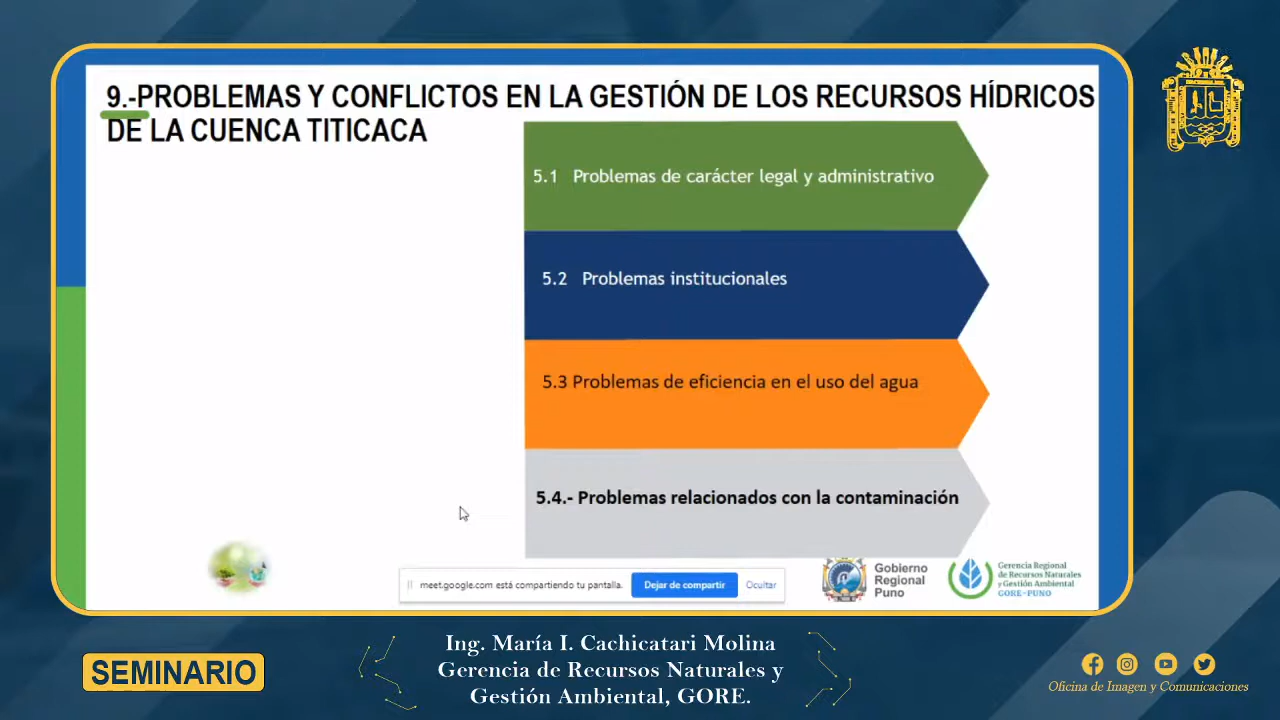 9.-PROBLEMAS Y CONFLICTOS EN LA GESTIÓN DE LOS RECURSOS HÍDRICOS
DE LA CUENCA TITICACA
5.1 Problemas de carácter legal y administrativo
5.2 Problemas institucionales
5.3 Problemas de eficiencia en el uso del agua
5.4.- Problemas relacionados con la contaminación
meet.google.com está compartiendo tu pantalla.
Dejar de compartir
Ocultar
Gobierno
Regional
Puno
Gerencia Regional
de Recursos Naturales
y Gestión Ambiental
GORE-PUNO
SEMINARIO
Ing. María I. Cachicatari Molina
Gerencia de Recursos Naturales y
Gestión Ambiental, GORE.
Oficina de Imagen y Comunicaciones